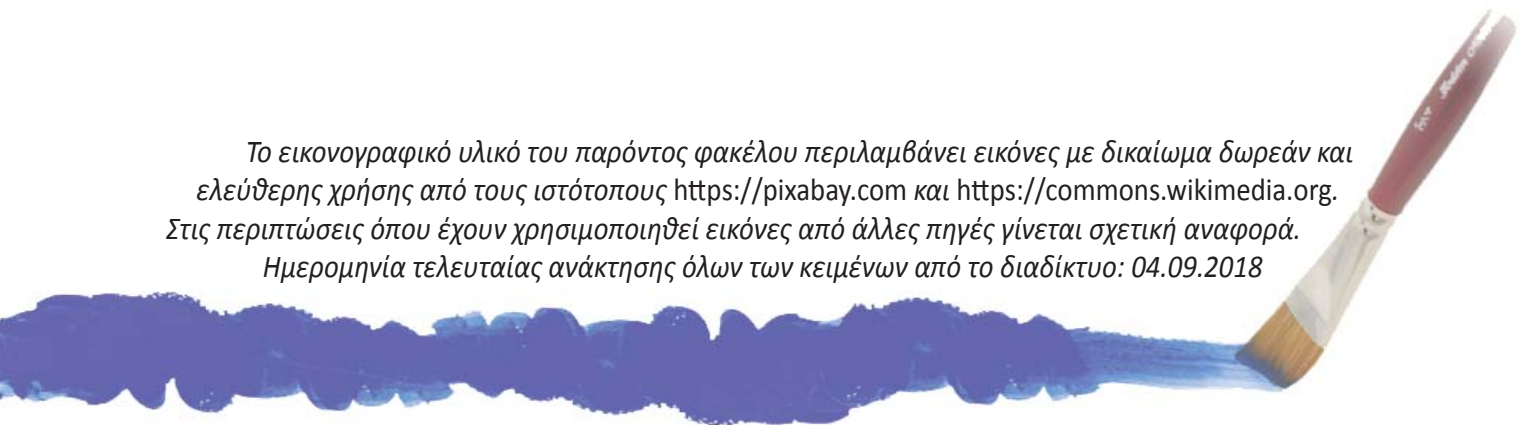 Το εικονογραφικό υλικό του παρόντος φακέλου περιλαμβάνει εικόνες με δικαίωμα δωρεάν και
ελεύθερης χρήσης από τους ιστότοπους https://pixabay.com και https://commons.wikimedia.org.
Στις περιπτώσεις όπου έχουν χρησιμοποιηθεί εικόνες από άλλες πηγές γίνεται σχετική αναφορά.
Ημερομηνία τελευταίας ανάκτησης όλων των κειμένων από το διαδίκτυο: 04.09.2018